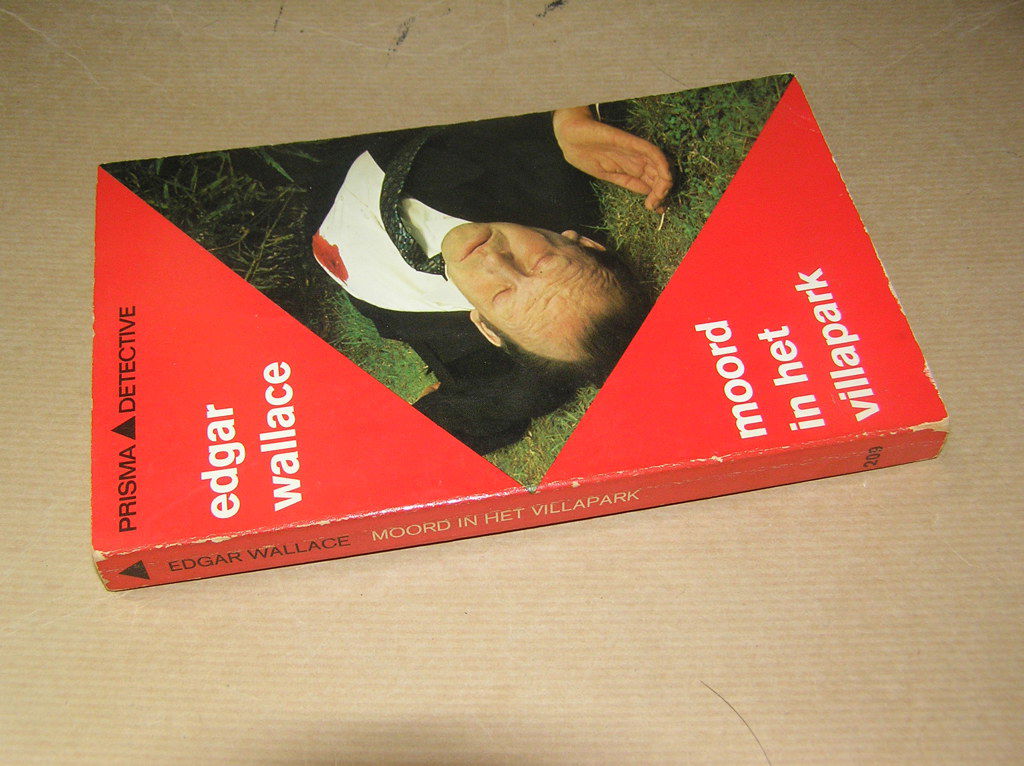 PRISMA DETECTIVE
edgar
wallace
moord
in het
villapark
EDGAR WALLACE MOORD IN HET VILLAPARK 209